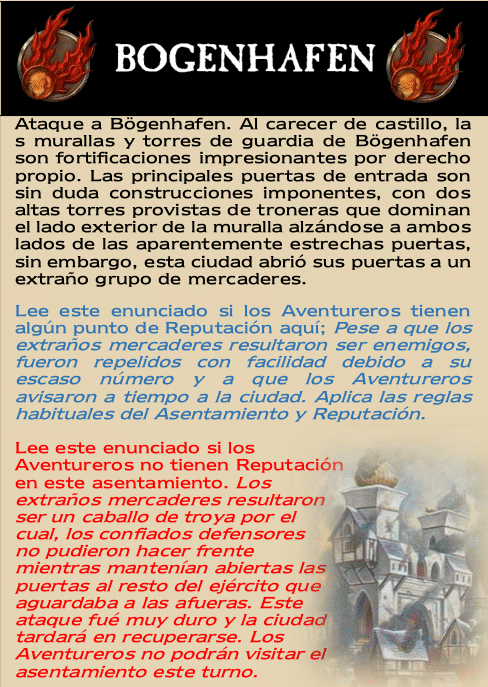 BOGENHAFEN
Ataque a Bögenhafen. Al carecer de castillo, la
s murallas y torres de guardia de Bögenhafen
son fortificaciones impresionantes por derecho
propio. Las principales puertas de entrada son
sin duda construcciones imponentes, con dos
altas torres provistas de troneras que dominan
el lado exterior de la muralla alzándose a ambos
lados de las aparentemente estrechas puertas,
sin embargo, esta ciudad abrió sus puertas a un
extraño grupo de mercaderes.
Lee este enunciado si los Aventureros tienen
algún punto de Reputación aquí; Pese a que los
extraños mercaderes resultaron ser enemigos,
fueron repelidos con facilidad debido a su
escaso número y a que los Aventureros
avisaron a tiempo a la ciudad. Aplica las reglas
habituales del Asentamiento y Reputación.
Lee este enunciado si los
Aventureros no tienen Reputación
en este asentamiento. Los
extraños mercaderes resultaron
ser un caballo de troya por el
cual, los confiados defensores
no pudieron hacer frente
mientras mantenían abiertas las
puertas al resto del ejército que
aguardaba a las afueras. Este
ataque fué muy duro y la ciudad
tardará en recuperarse. Los
Aventureros no podrán visitar el
asentamiento este turno.